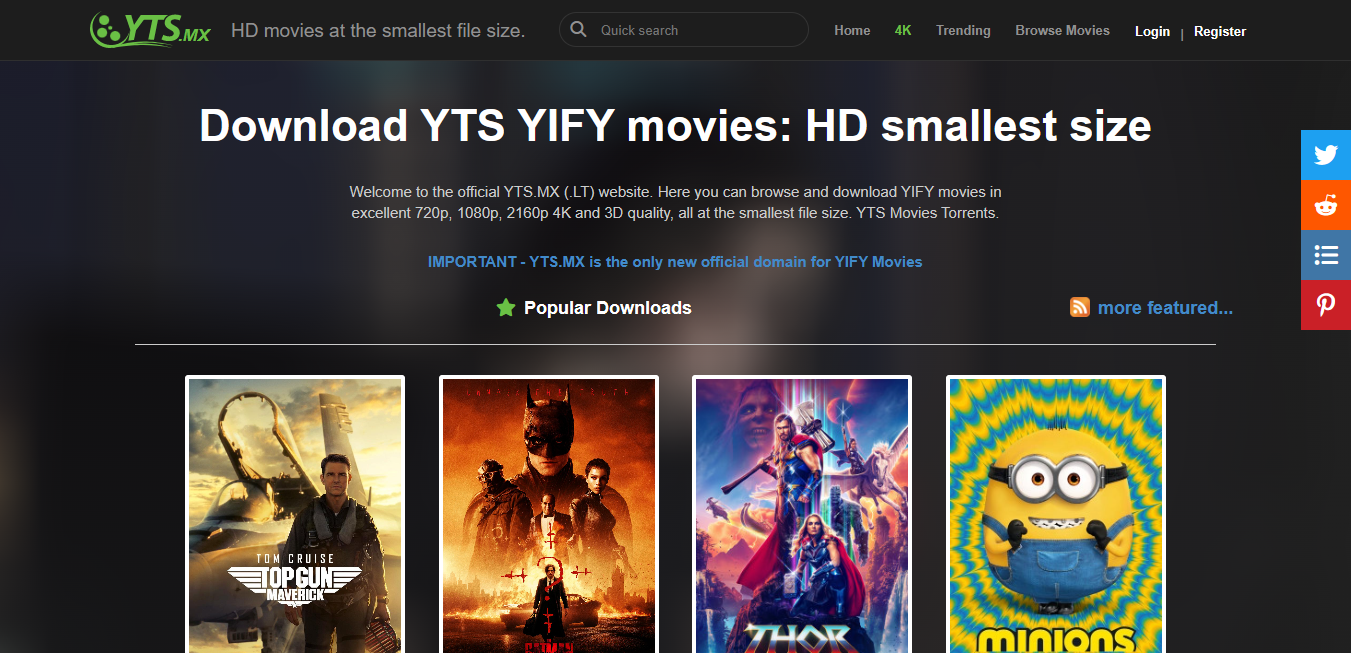 YTS.MX
HD movies at the smallest file size.
Quick search
Home
4K
Trending
Browse Movies
Login | Register
Download YTS YIFY movies: HD smallest size
Welcome to the official YTS.MX (.LT) website. Here you can browse and download YIFY movies in
excellent 720p, 1080p, 2160p 4K and 3D quality, all at the smallest file size. YTS Movies Torrents.
IMPORTANT - YTS.MX is the only new official domain for YIFY Movies
Popular Downloads
more featured...
TOM CRUISE
TOP GUN
MAVERICK
THOR
MINIONS